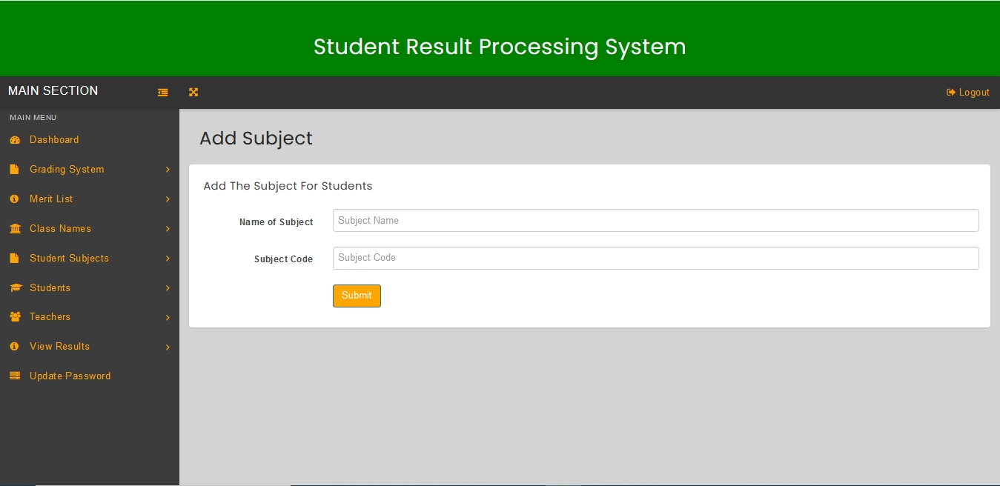 Student Result Processing System
MAIN SECTION
Logout
MAIN MENU
Dashboard
Grading System
Merit List
Class Names
Student Subjects
Students
Teachers
View Results
Update Password
Add Subject
Add The Subject For Students
Name of Subject
Subject Name
Subject Code
Subject Code
Submit